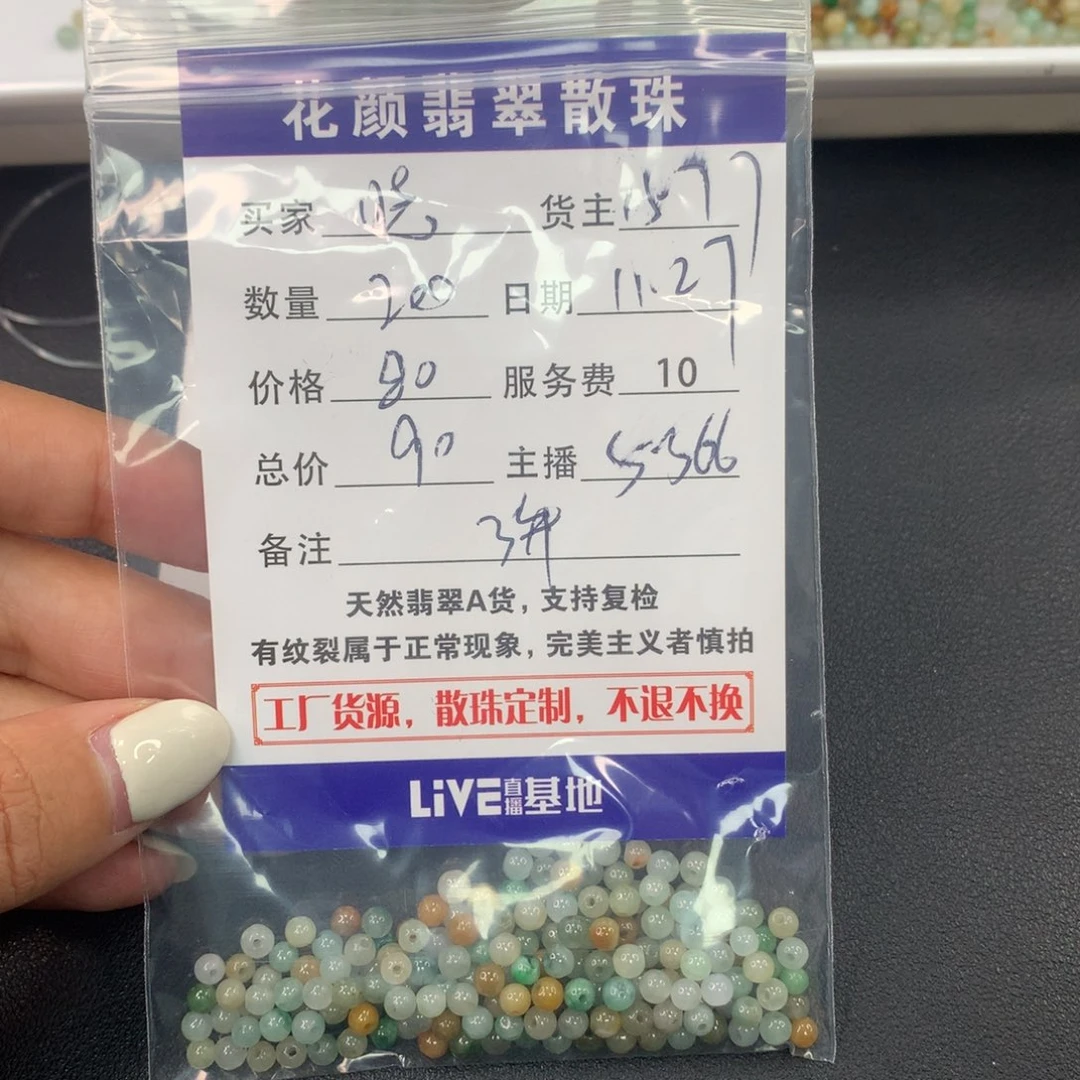 花颜翡翠散珠
买家 货主 1577
数量 200 日期 11.27
价格 80 服务费 10
总价 90 主播 5-366
备注
天然翡翠A货，支持复检
有纹裂属于正常现象，完美主义者慎拍
工厂货源，散珠定制，不退不换
LiVE直播基地